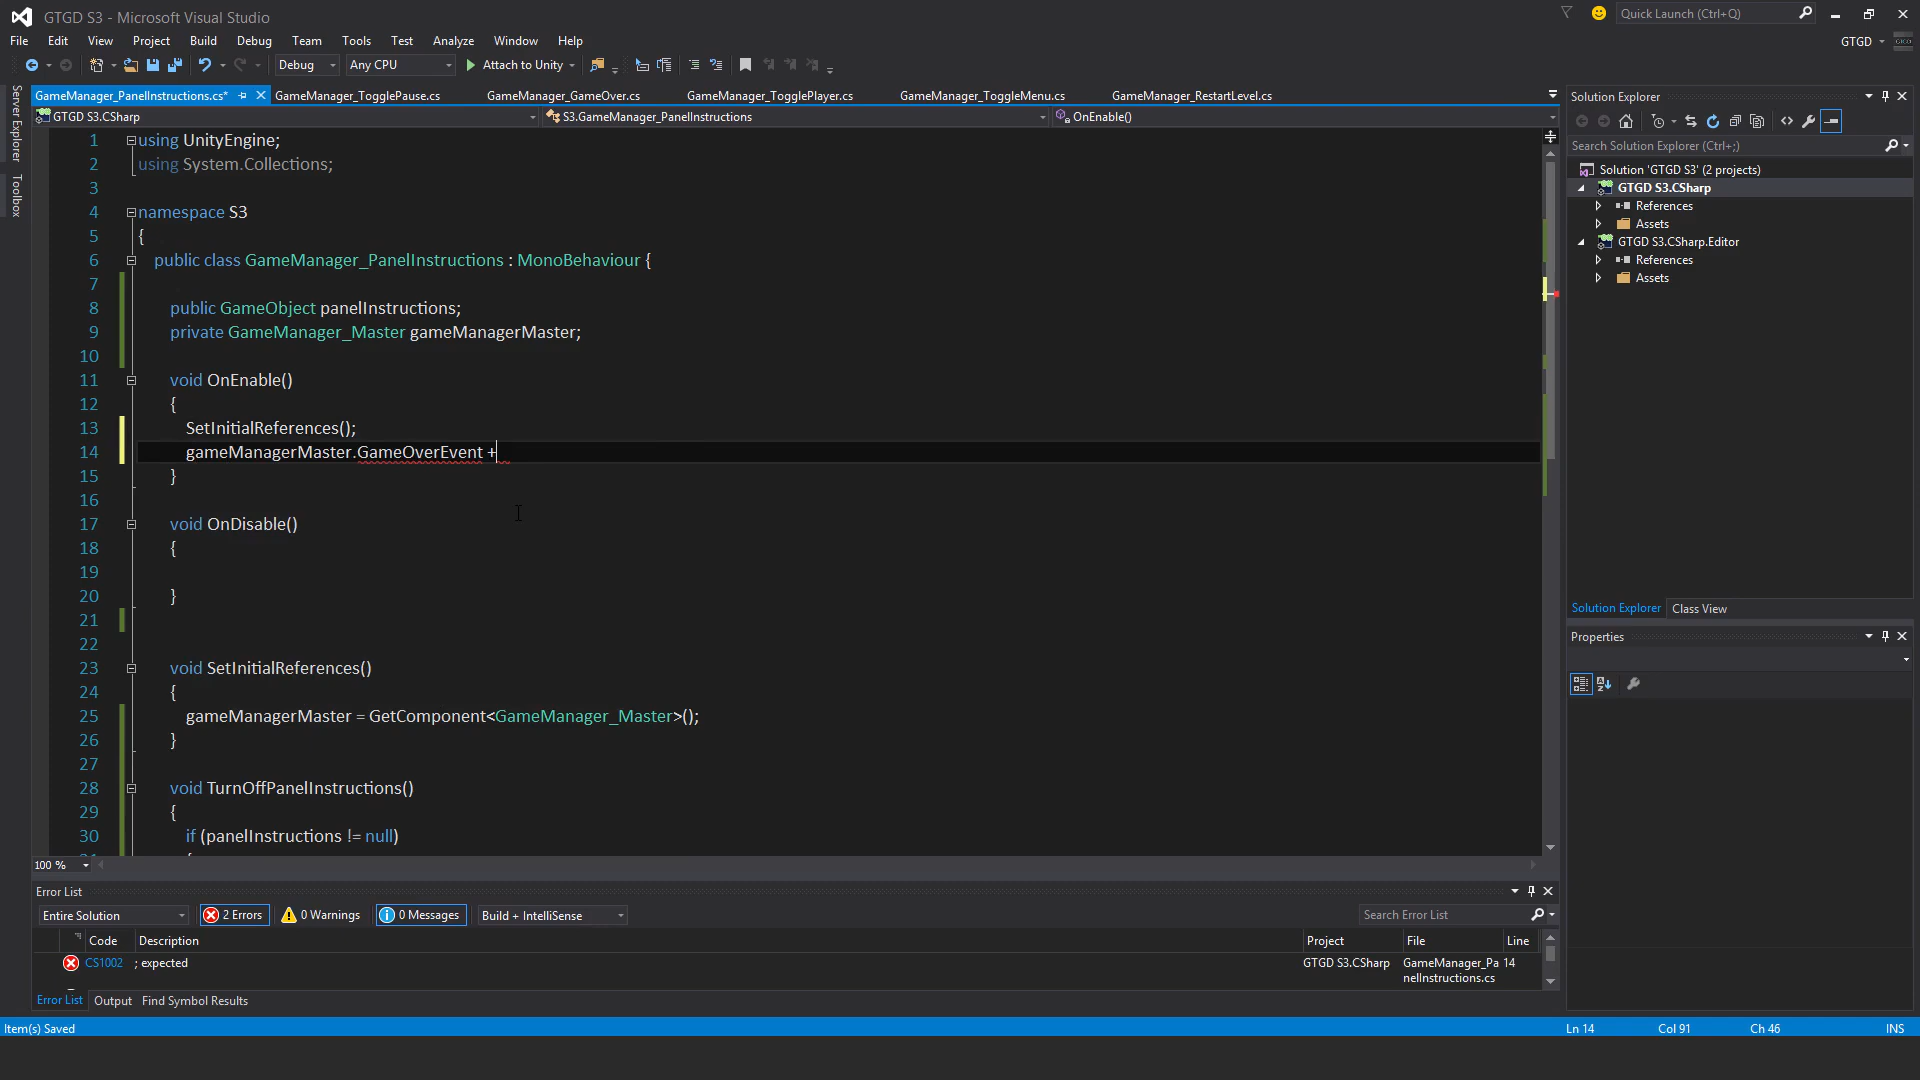 GTGD S3 - Microsoft Visual Studio
Quick Launch (Ctrl+Q)
File Edit View Project Build Debug Team Tools Test Analyze Window Help
GTGD
Debug Any CPU Attach to Unity
Server Explorer
Toolbox
GameManager_PanelInstructions.cs* GameManager_TogglePause.cs GameManager_GameOver.cs GameManager_TogglePlayer.cs GameManager_ToggleMenu.cs GameManager_RestartLevel.cs
GTGD S3.CSharp S3.GameManager_PanelInstructions OnEnable()
1 using UnityEngine;
2 using System.Collections;
3
4 namespace S3
5 {
6 public class GameManager_PanelInstructions : MonoBehaviour {
7
8 public GameObject panelInstructions;
9 private GameManager_Master gameManagerMaster;
10
11 void OnEnable()
12 {
13 SetInitialReferences();
14 gameManagerMaster.GameOverEvent +
15 }
16
17 void OnDisable()
18 {
19
20 }
21
22
23 void SetInitialReferences()
24 {
25 gameManagerMaster = GetComponent<GameManager_Master>();
26 }
27
28 void TurnOffPanelInstructions()
29 {
30 if (panelInstructions != null)
100 %
Solution Explorer
Search Solution Explorer (Ctrl+;)
Solution 'GTGD S3' (2 projects)
GTGD S3.CSharp
References
Assets
GTGD S3.CSharp.Editor
References
Assets
Solution Explorer Class View
Properties
Error List
Entire Solution 2 Errors 0 Warnings 0 Messages Build + IntelliSense Search Error List
Code Description Project File Line
CS1002 ; expected GTGD S3.CSharp GameManager_Pa 14
nelInstructions.cs
Error List Output Find Symbol Results
Item(s) Saved Ln 14 Col 91 Ch 46 INS